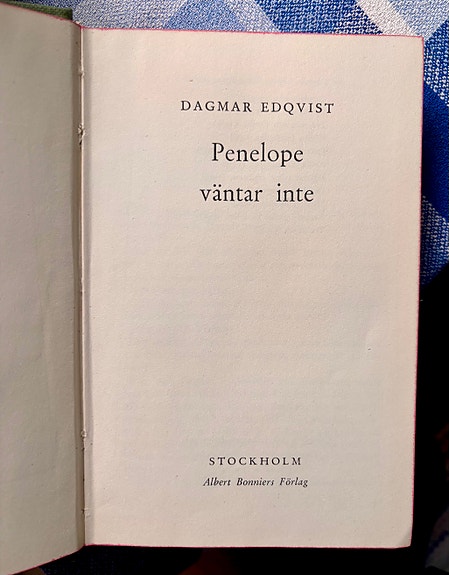 DAGMAR EDQVIST
Penelope
väntar inte
STOCKHOLM
Albert Bonniers Förlag